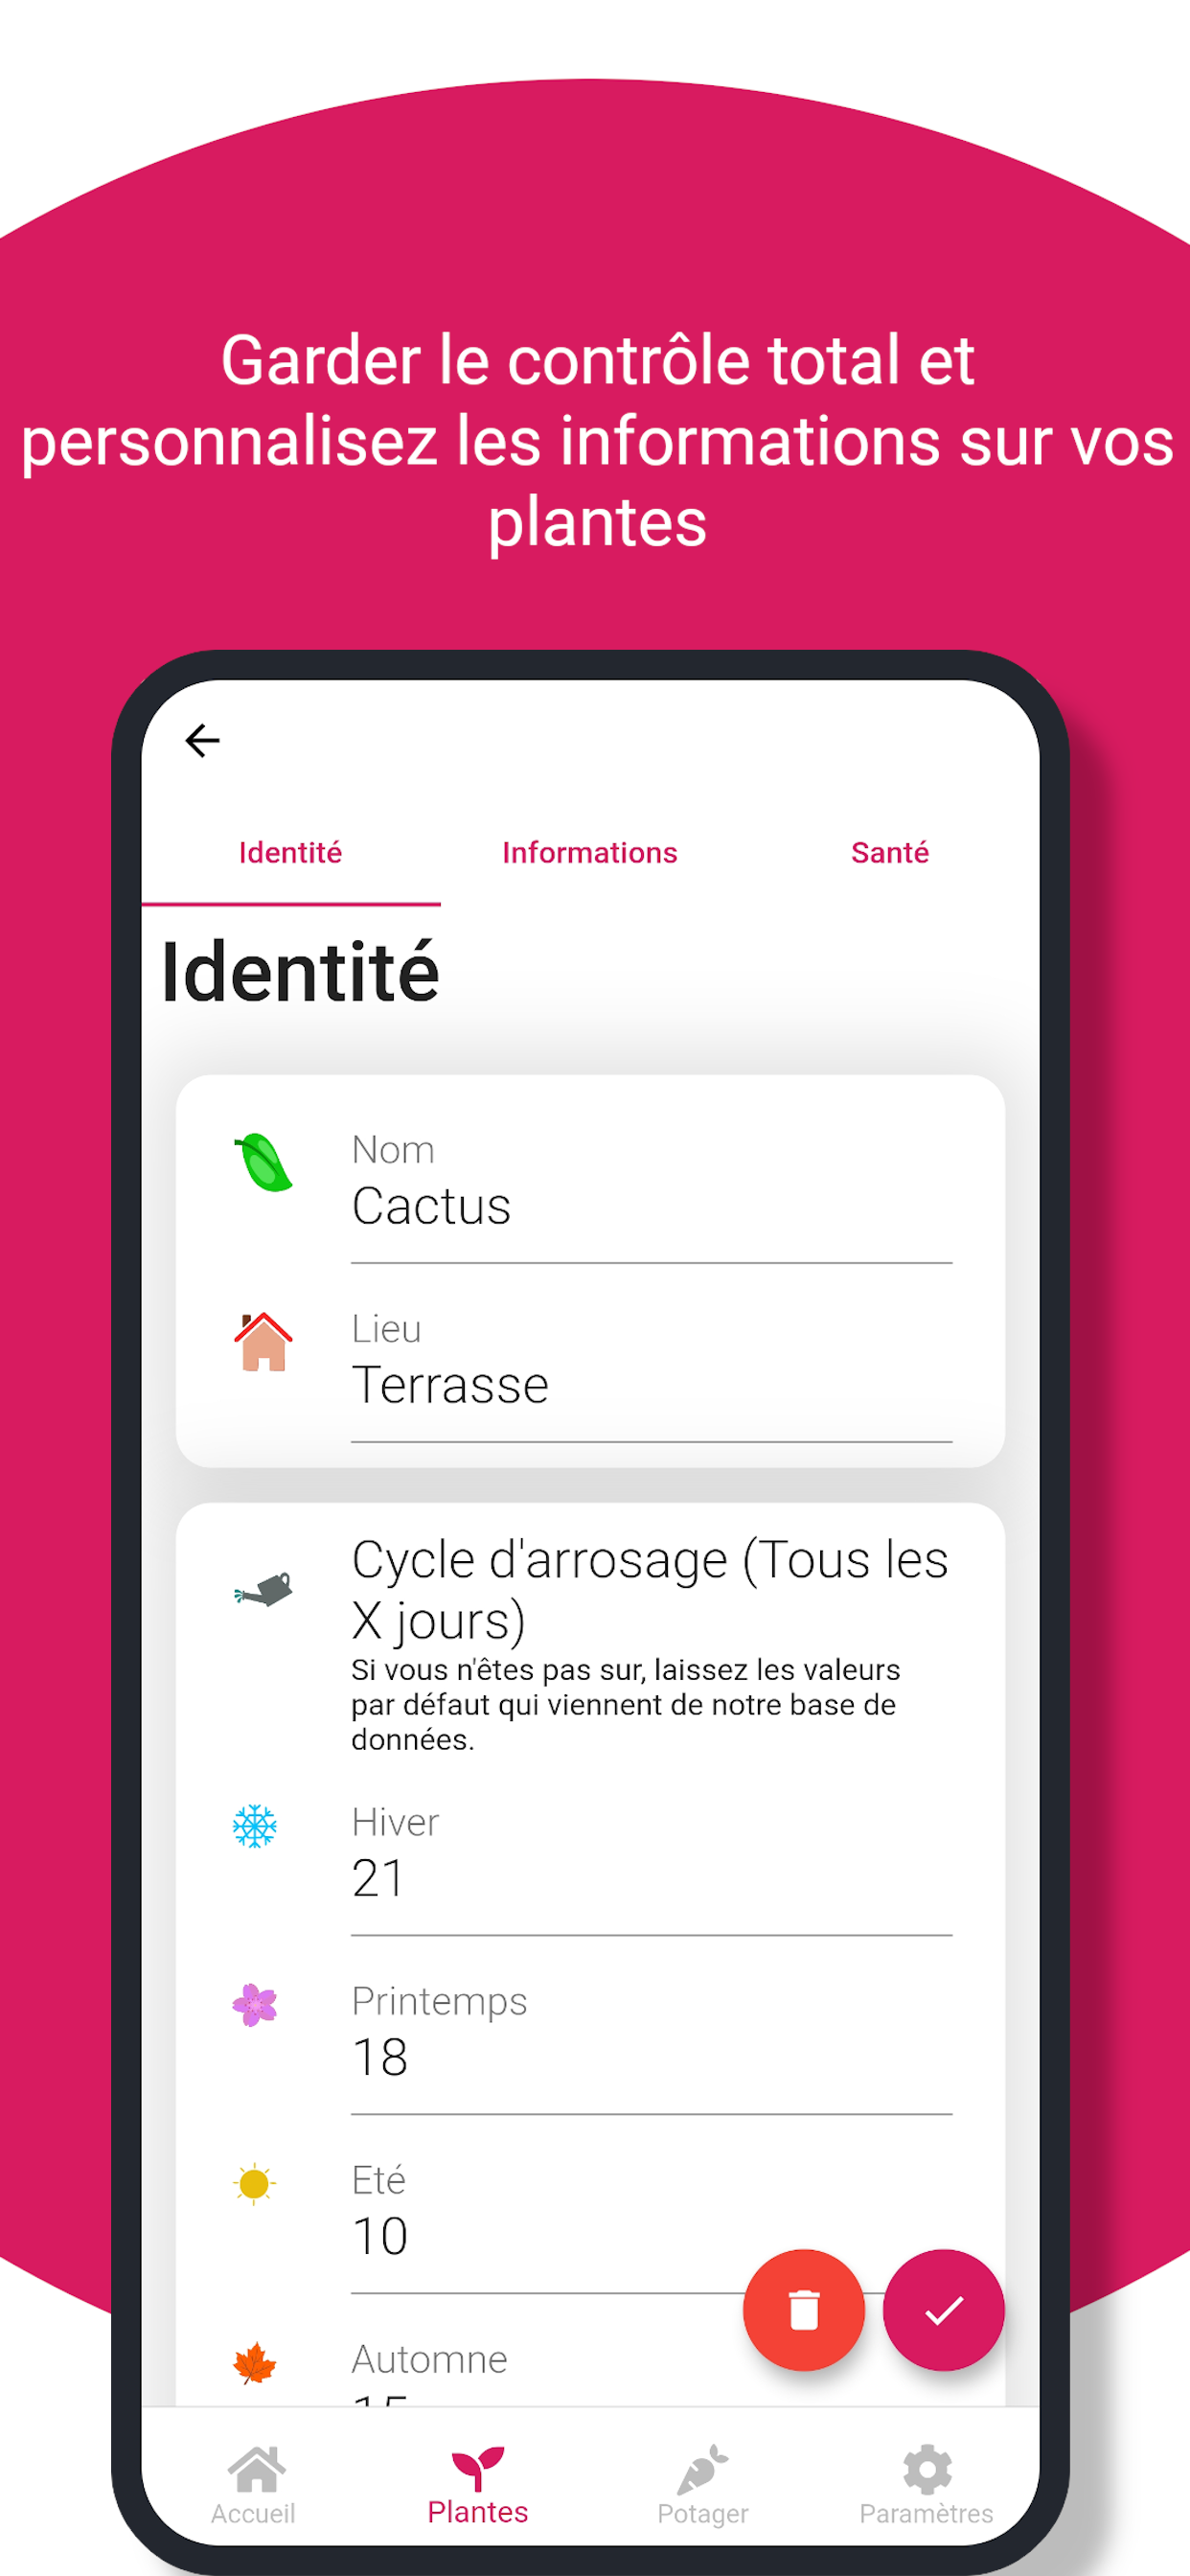 Garder le contrôle total et
personnalisez les informations sur vos
plantes
Identité
Informations
Santé
Identité
Nom
Cactus
Lieu
Terrasse
Cycle d'arrosage (Tous les
X jours)
Si vous n'êtes pas sur, laissez les valeurs
par défaut qui viennent de notre base de
données.
Hiver
21
Printemps
18
Eté
10
Automne
Accueil
Plantes
Potager
Paramètres